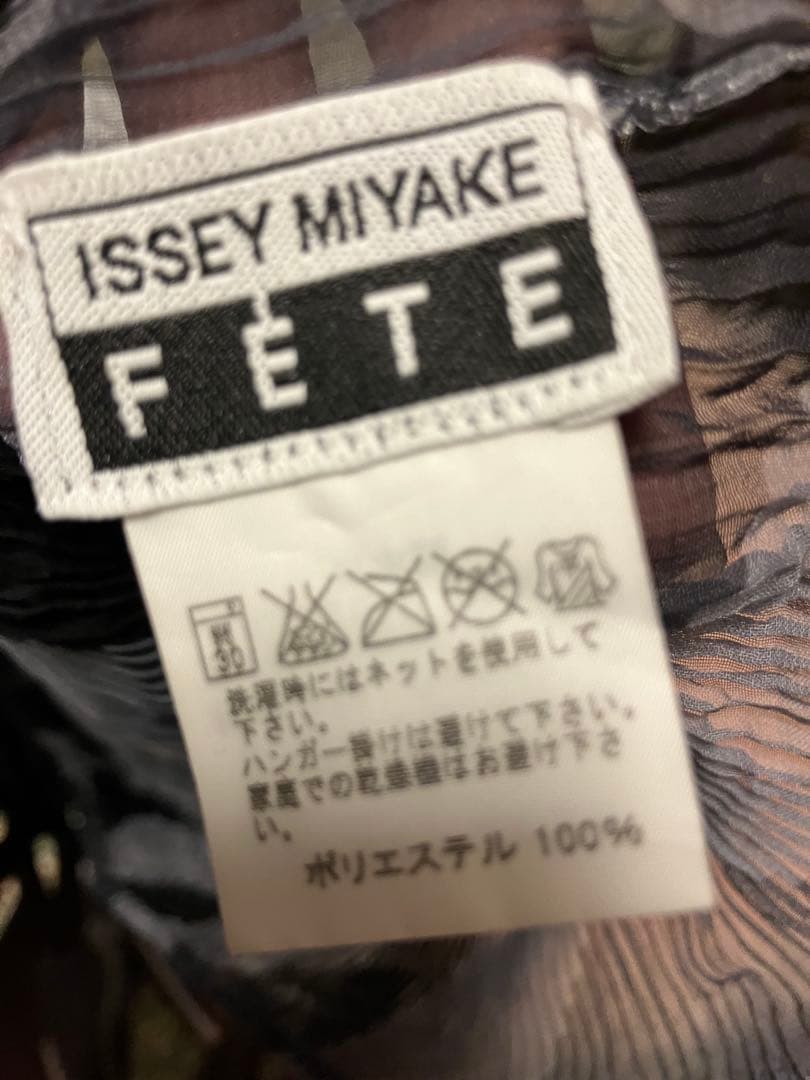 ISSEY MIYAKE
FÈTE
弱
30
洗濯時にはネットを使用して
下さい。
ハンガー掛けは避けて下さい。
家庭での乾燥機はお避け下さ
い。
ポリエステル 100%